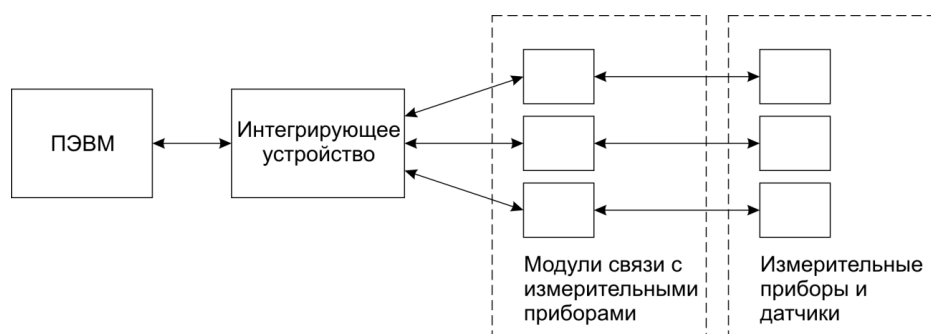 ПЭВМ
Интегрирующее
устройство
Модули связи с
измерительными
приборами
Измерительные
приборы и
датчики